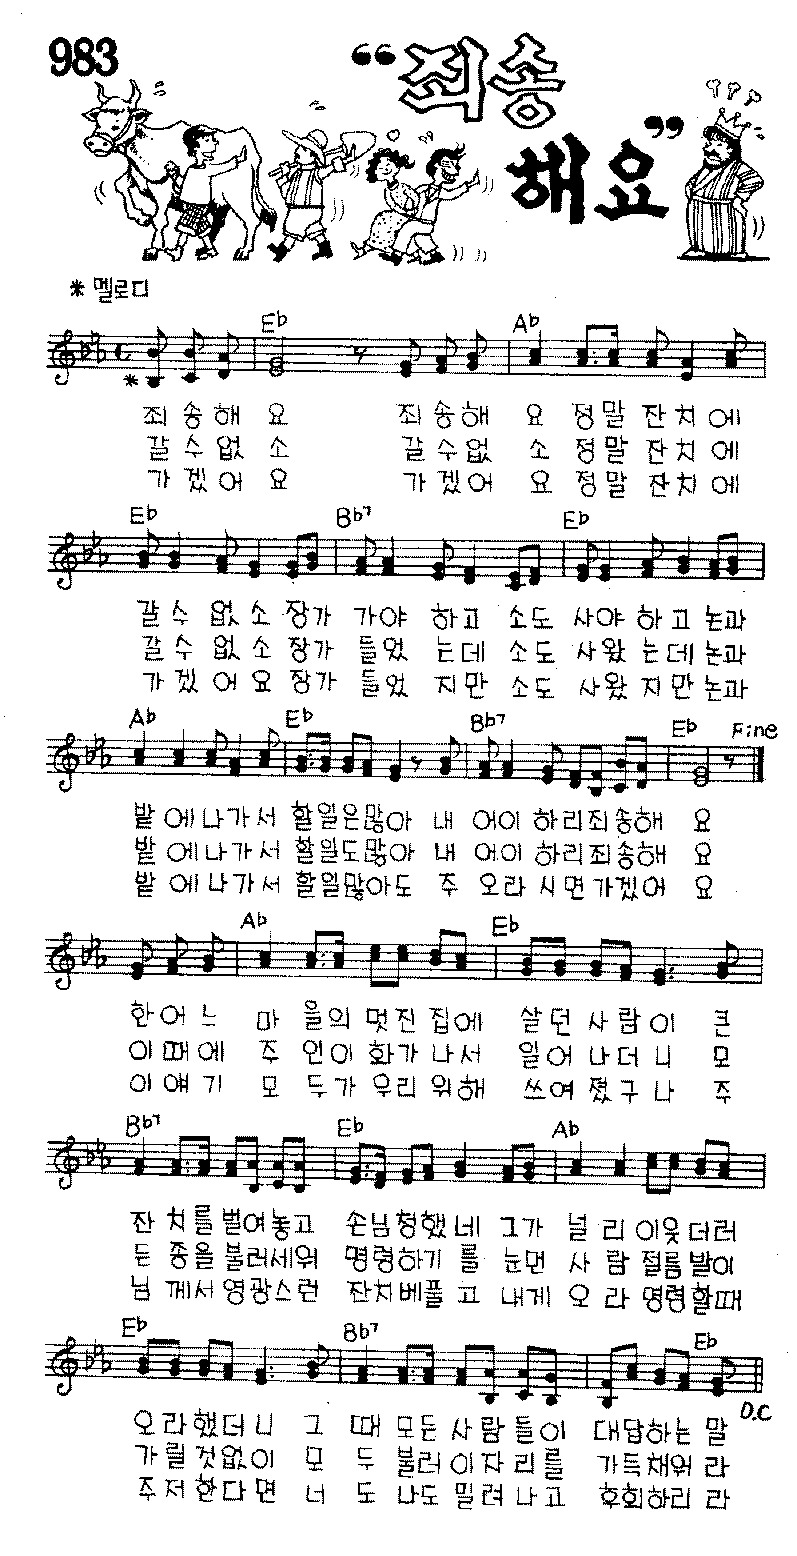 983
"죄송
해요"
* 멜로디
Eb Ab
죄송해요 죄송해요 정말 잔치에
갈수없소 갈수없소 정말 잔치에
가겠어요 가겠어요 정말 잔치에
Eb Bb7 Eb
갈수 없소 장가 가야 하고 소도 사야 하고 논과
갈수 없소 장가 들었 는데 소도 사왔 는데 논과
가겠 어요 장가 들었 지만 소도 사왔 지만 논과
Ab Eb Bb7 Eb Fine
밭에나가서 할일은많아 내 어이 하리죄송해 요
밭에나가서 할일도많아 내 어이 하리죄송해 요
밭에나가서 할일많아도 주 오라 시면가겠어 요
Ab Eb
한어느 마 을의 멋진집에 살던 사람이 큰
이때에 주 인이 화가나서 일어 나더니 모
이얘기 모 두가 우리 위해 쓰여 졌구나 주
Bb7 Eb Ab
잔 치를 벌여놓고 손님청했네 그가 널 리 이웃더러
든 종을 불러세워 명령하기를 눈먼 사 람 절름발이
님 께서 영광스런 잔치베풀고 내게 오 라 명령할때
Eb Bb7 Eb
오라했더니 그 때 모든 사람 들이 대답하는 말
가릴것없이 모 두 불러 이자 리를 가득채워 라
주저한다면 너 도 나도 밀려 나고 후회하리 라
D.C